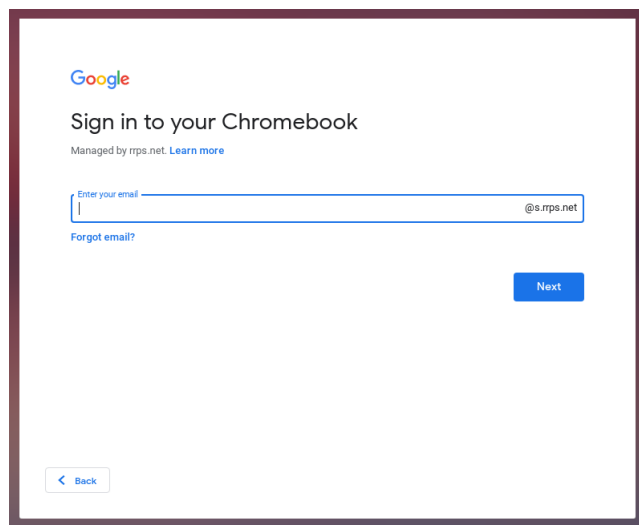 Google
Sign in to your Chromebook
Managed by rrps.net. Learn more
Enter your email
@s.rrps.net
Forgot email?
Next
Back